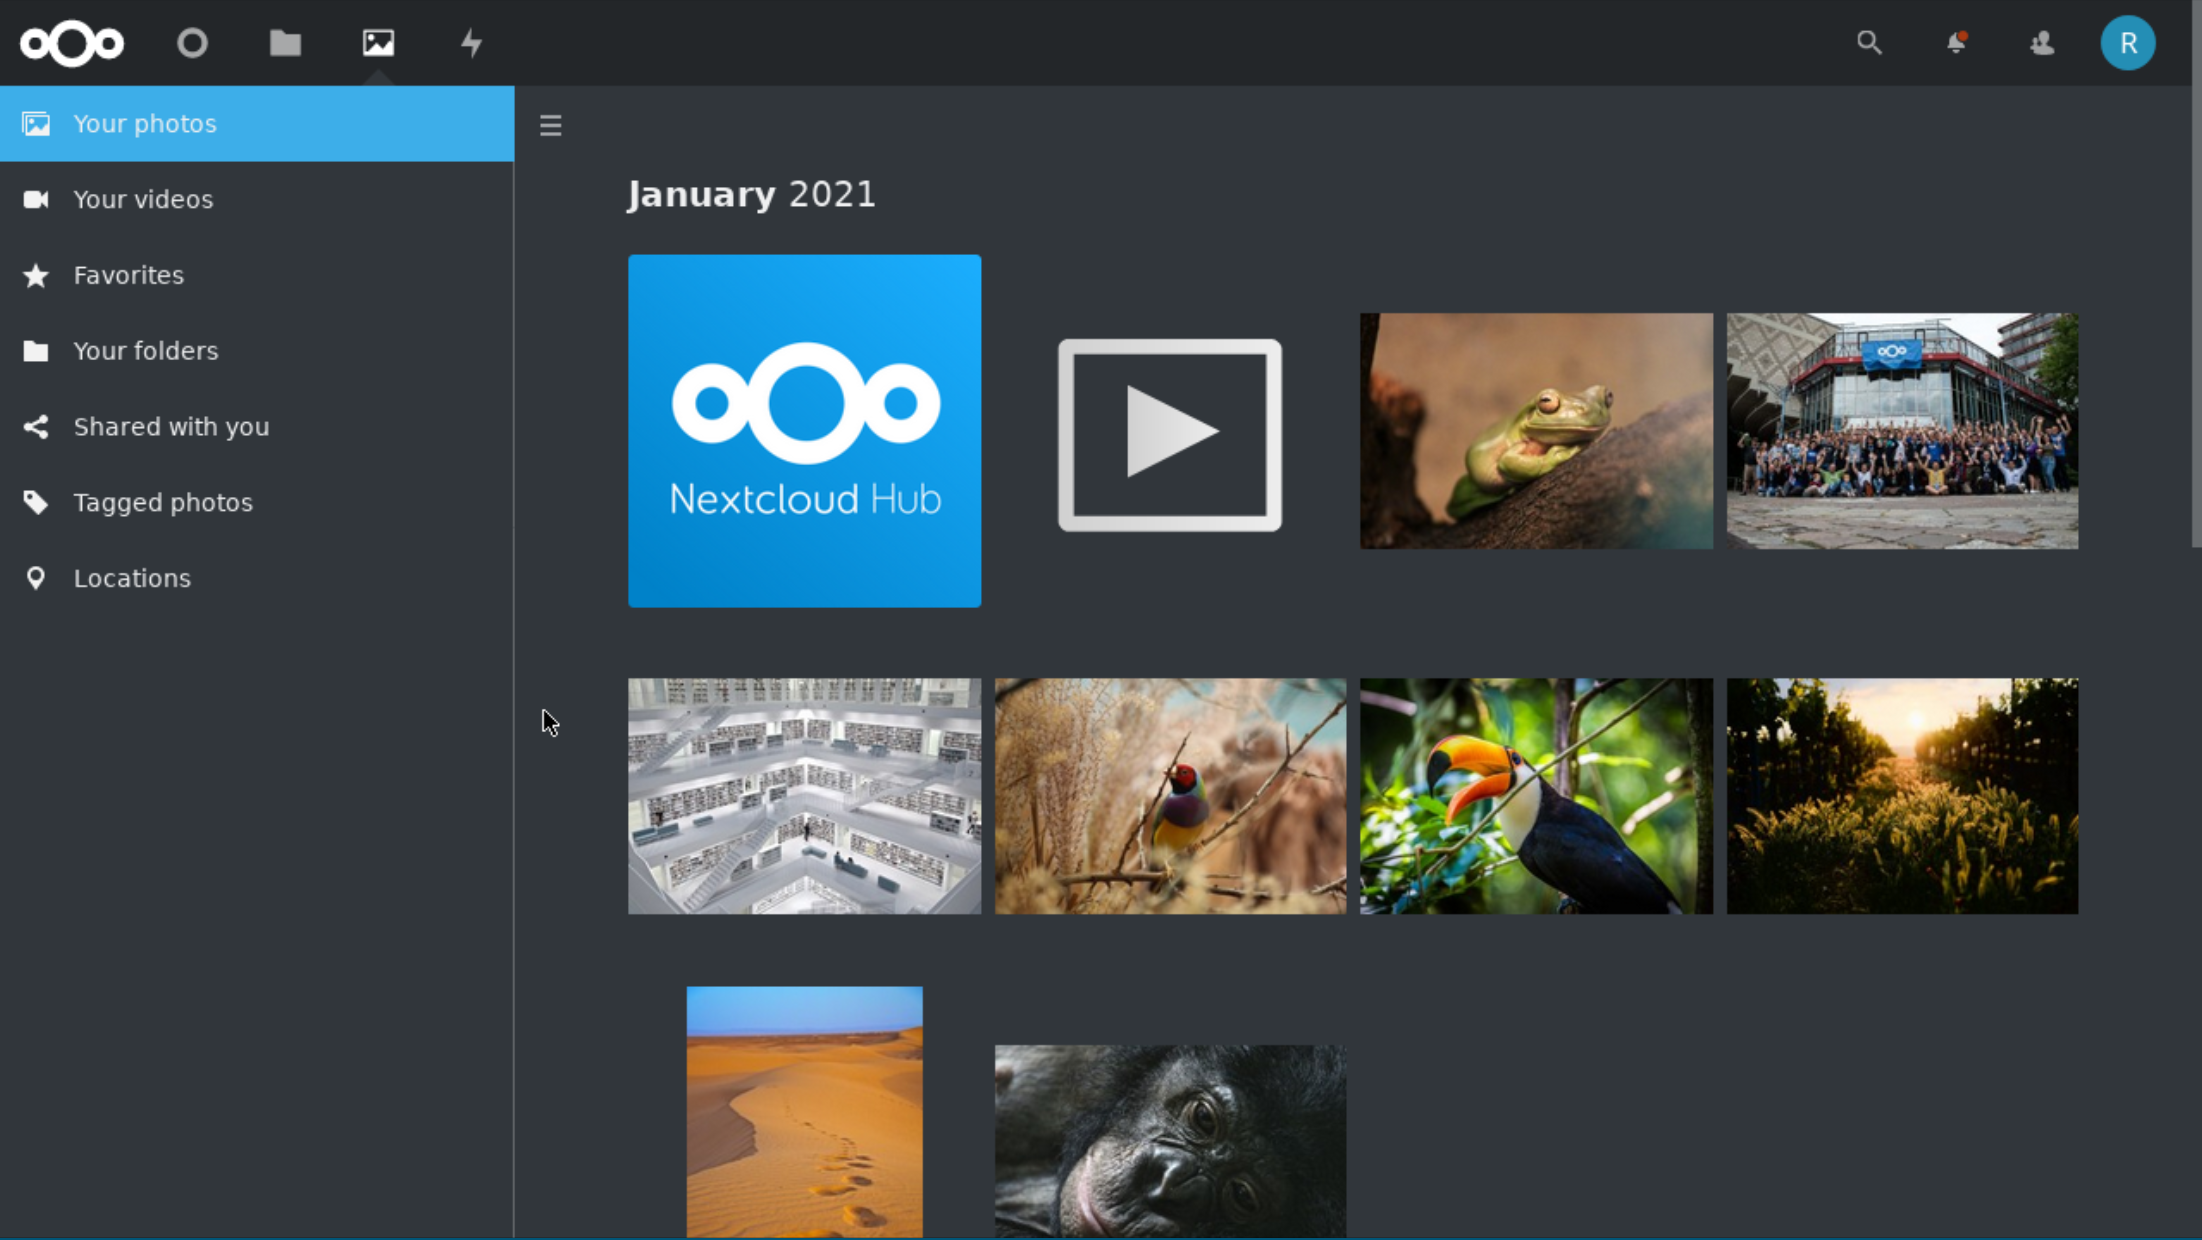 R
Your photos
Your videos
Favorites
Your folders
Shared with you
Tagged photos
Locations
January 2021
Nextcloud Hub